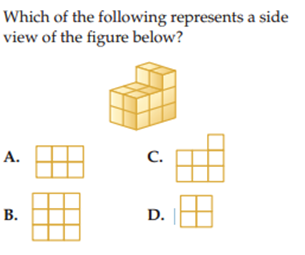 Which of the following represents a side
view of the figure below?
A.
C.
B.
D.